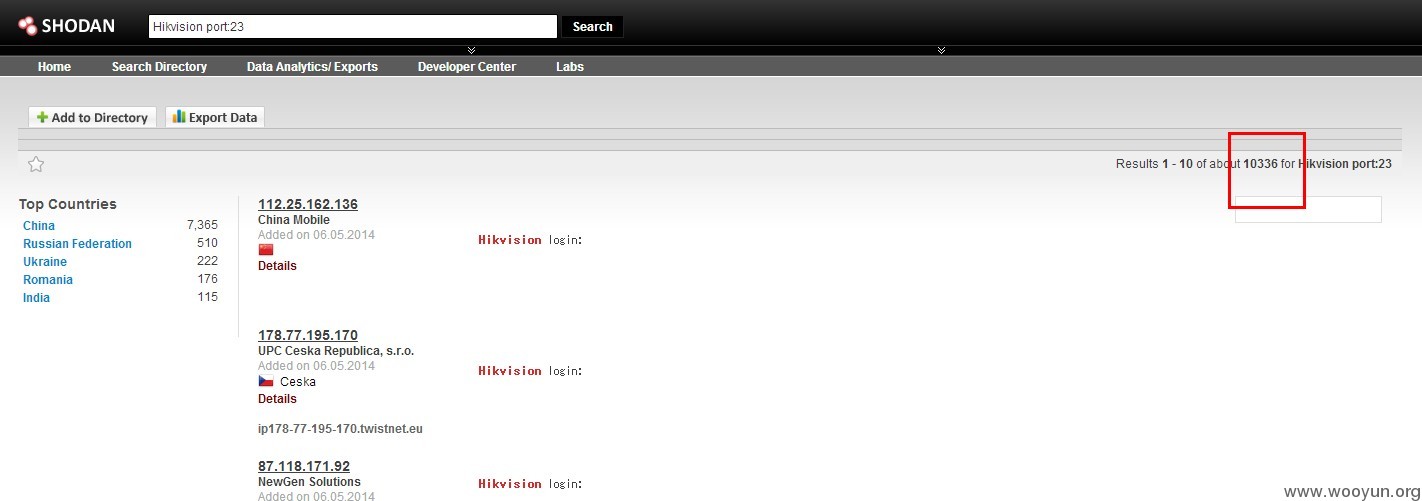 SHODAN
Hikvision port:23
Search
Home Search Directory Data Analytics/ Exports Developer Center Labs
Add to Directory Export Data
Results 1 - 10 of about 10336 for Hikvision port:23
Top Countries
China 7,365
Russian Federation 510
Ukraine 222
Romania 176
India 115
112.25.162.136
China Mobile
Added on 06.05.2014
Hikvision login:
Details
178.77.195.170
UPC Ceska Republica, s.r.o.
Added on 06.05.2014
Hikvision login:
Ceska
Details
ip178-77-195-170.twistnet.eu
87.118.171.92
NewGen Solutions
Hikvision login:
Added on 06.05.2014
www.wooyun.org